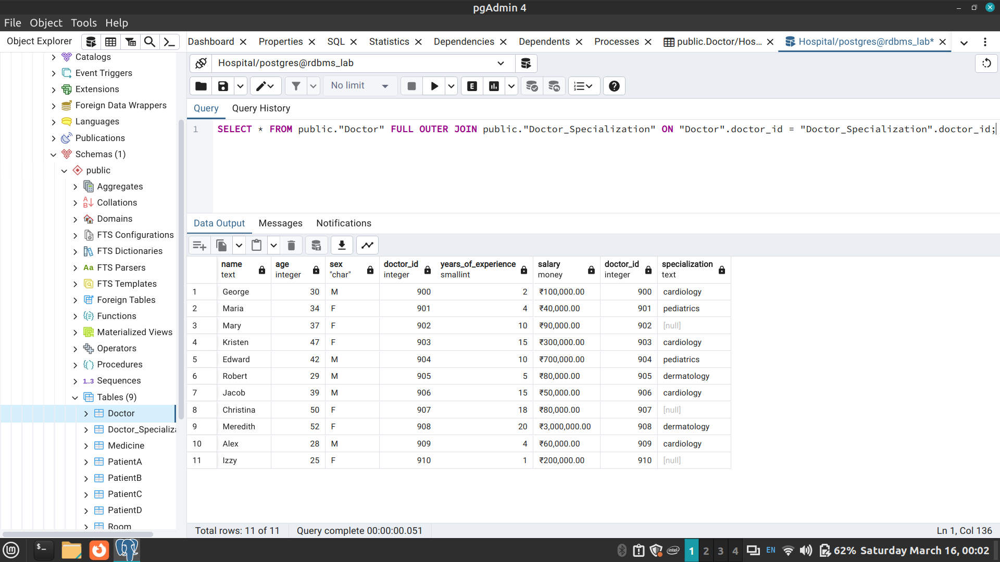 pgAdmin 4
File Object Tools Help
Object Explorer
Dashboard Properties SQL Statistics Dependencies Dependents Processes public.Doctor/Hos... Hospital/postgres@rdbms_lab*
Catalogs
Event Triggers
Extensions
Foreign Data Wrappers
Languages
Publications
Schemas (1)
public
Aggregates
Collations
Domains
FTS Configurations
FTS Dictionaries
Aa FTS Parsers
FTS Templates
Foreign Tables
Functions
Materialized Views
Operators
Procedures
1..3 Sequences
Tables (9)
Doctor
Doctor_Specializa
Medicine
PatientA
PatientB
PatientC
PatientD
Room
Hospital/postgres@rdbms_lab
No limit
E
Query Query History
1 SELECT * FROM public."Doctor" FULL OUTER JOIN public."Doctor_Specialization" ON "Doctor".doctor_id = "Doctor_Specialization".doctor_id;
Data Output Messages Notifications
name age sex doctor_id years_of_experience salary doctor_id specialization
text integer "char" integer smallint money integer text
1 George 30 M 900 2 ₹100,000.00 900 cardiology
2 Maria 34 F 901 4 ₹40,000.00 901 pediatrics
3 Mary 37 F 902 10 ₹90,000.00 902 [null]
4 Kristen 47 F 903 15 ₹300,000.00 903 cardiology
5 Edward 42 M 904 10 ₹700,000.00 904 pediatrics
6 Robert 29 M 905 5 ₹80,000.00 905 dermatology
7 Jacob 39 M 906 15 ₹50,000.00 906 cardiology
8 Christina 50 F 907 18 ₹80,000.00 907 [null]
9 Meredith 52 F 908 20 ₹3,000,000.00 908 dermatology
10 Alex 28 M 909 4 ₹60,000.00 909 cardiology
11 Izzy 25 F 910 1 ₹200,000.00 910 [null]
Total rows: 11 of 11 Query complete 00:00:00.051 Ln 1, Col 136
intel 1 2 3 4 EN 62% Saturday March 16, 00:02